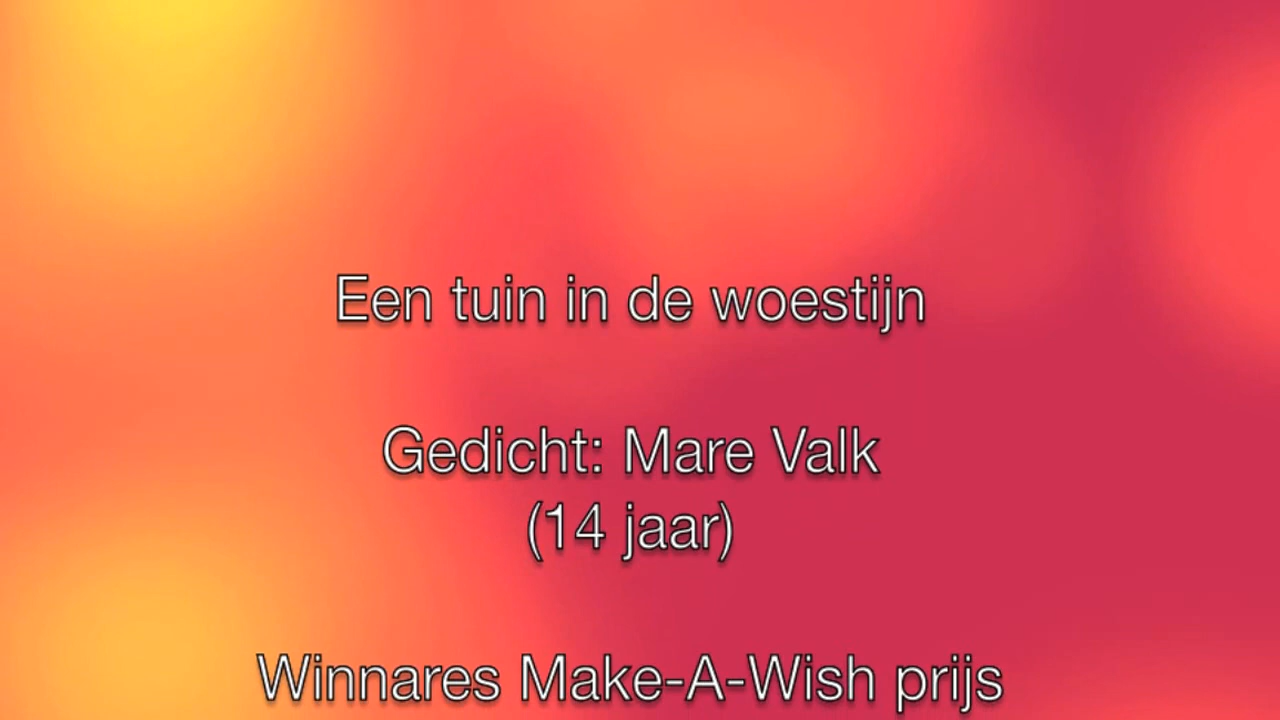 Een tuin in de woestijn
Gedicht: Mare Valk
(14 jaar)
Winnares Make-A-Wish prijs